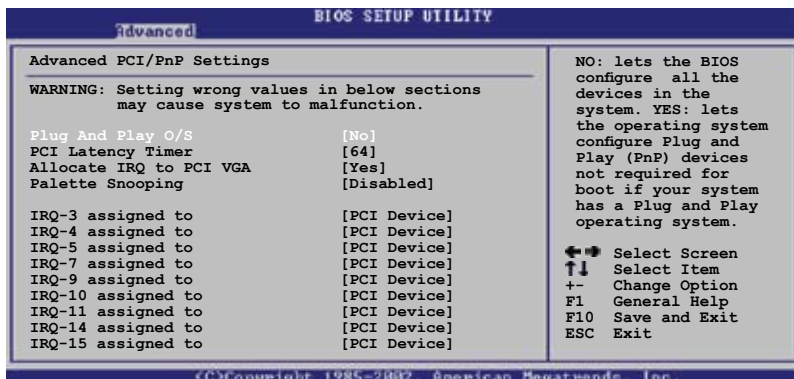 BIOS SETUP UTILITY
Advanced
Advanced PCI/PnP Settings
WARNING: Setting wrong values in below sections
may cause system to malfunction.
Plug And Play O/S [No]
PCI Latency Timer [64]
Allocate IRQ to PCI VGA [Yes]
Palette Snooping [Disabled]
IRQ-3 assigned to [PCI Device]
IRQ-4 assigned to [PCI Device]
IRQ-5 assigned to [PCI Device]
IRQ-7 assigned to [PCI Device]
IRQ-9 assigned to [PCI Device]
IRQ-10 assigned to [PCI Device]
IRQ-11 assigned to [PCI Device]
IRQ-14 assigned to [PCI Device]
IRQ-15 assigned to [PCI Device]
NO: lets the BIOS
configure all the
devices in the
system. YES: lets
the operating system
configure Plug and
Play (PnP) devices
not required for
boot if your system
has a Plug and Play
operating system.
←→ Select Screen
↑↓ Select Item
+- Change Option
F1 General Help
F10 Save and Exit
ESC Exit
(C)Copyright 1985-2002, American Megatrends, Inc.